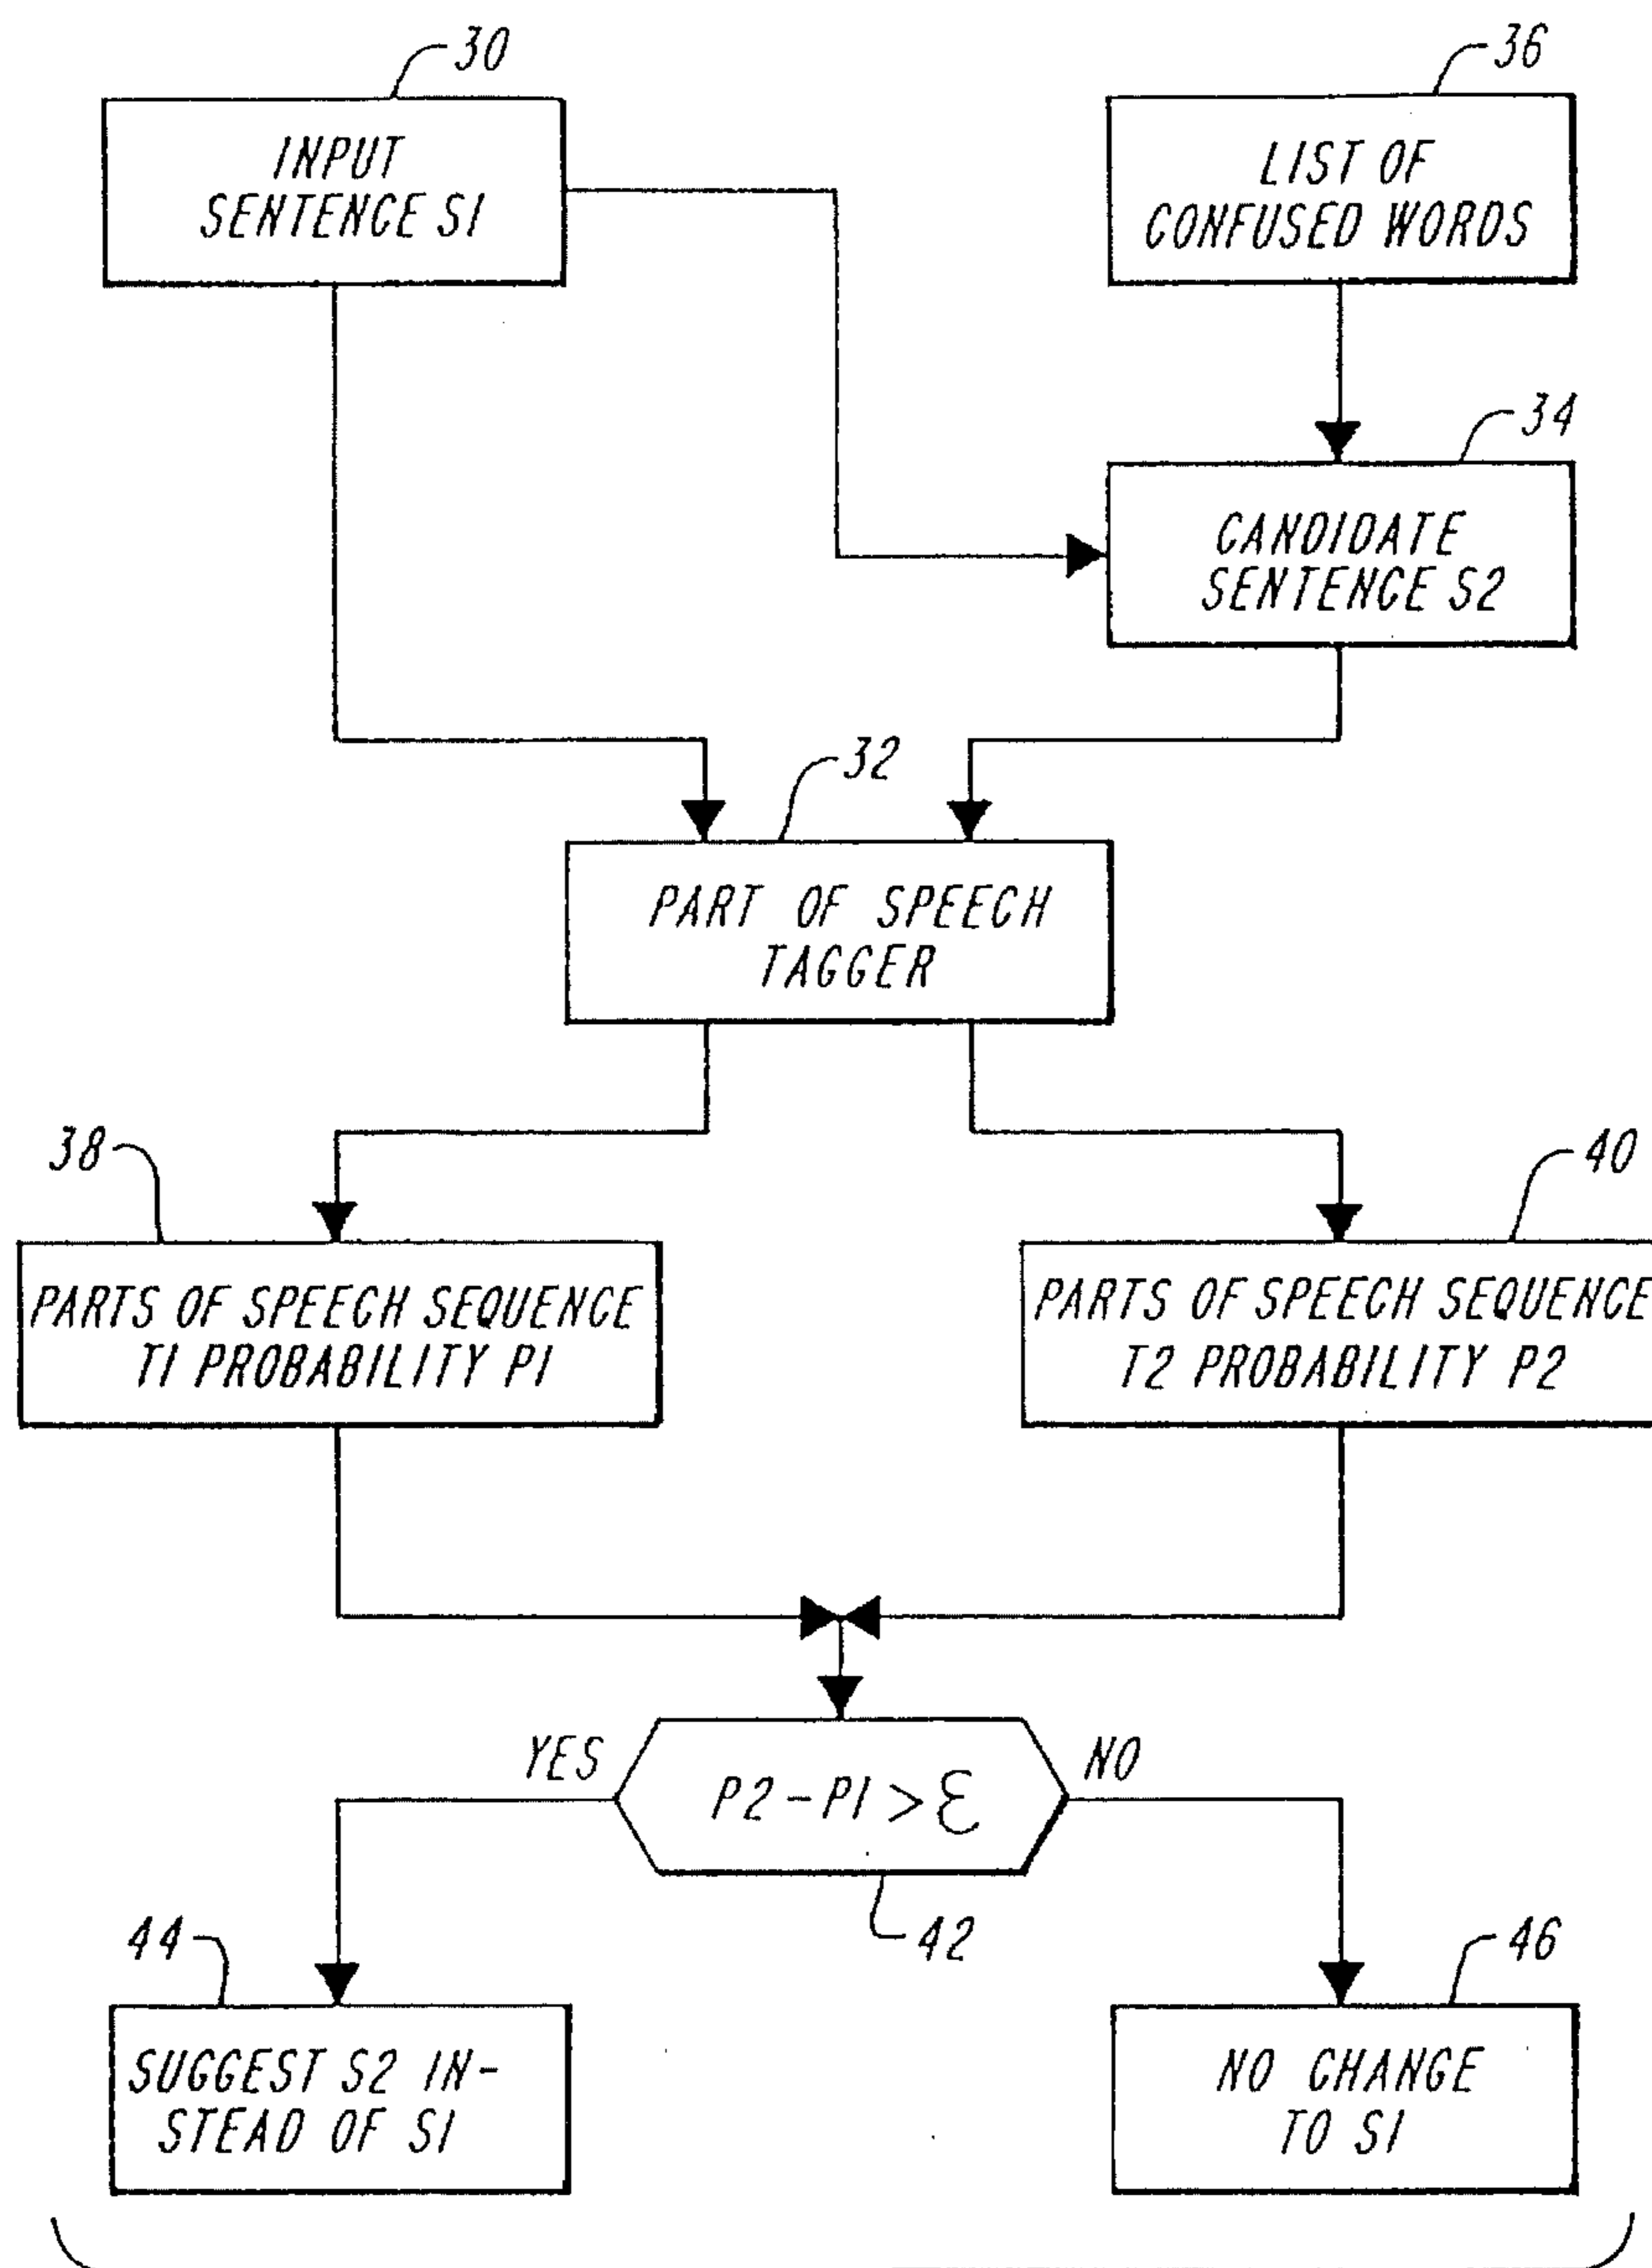 30
36
INPUT
SENTENCE S1
LIST OF
CONFUSED WORDS
34
CANDIDATE
SENTENCE S2
32
PART OF SPEECH
TAGGER
38
40
PARTS OF SPEECH SEQUENCE
T1 PROBABILITY P1
PARTS OF SPEECH SEQUENCE
T2 PROBABILITY P2
YES
P2-P1>ε
NO
42
44
46
SUGGEST S2 IN-
STEAD OF S1
NO CHANGE
TO S1